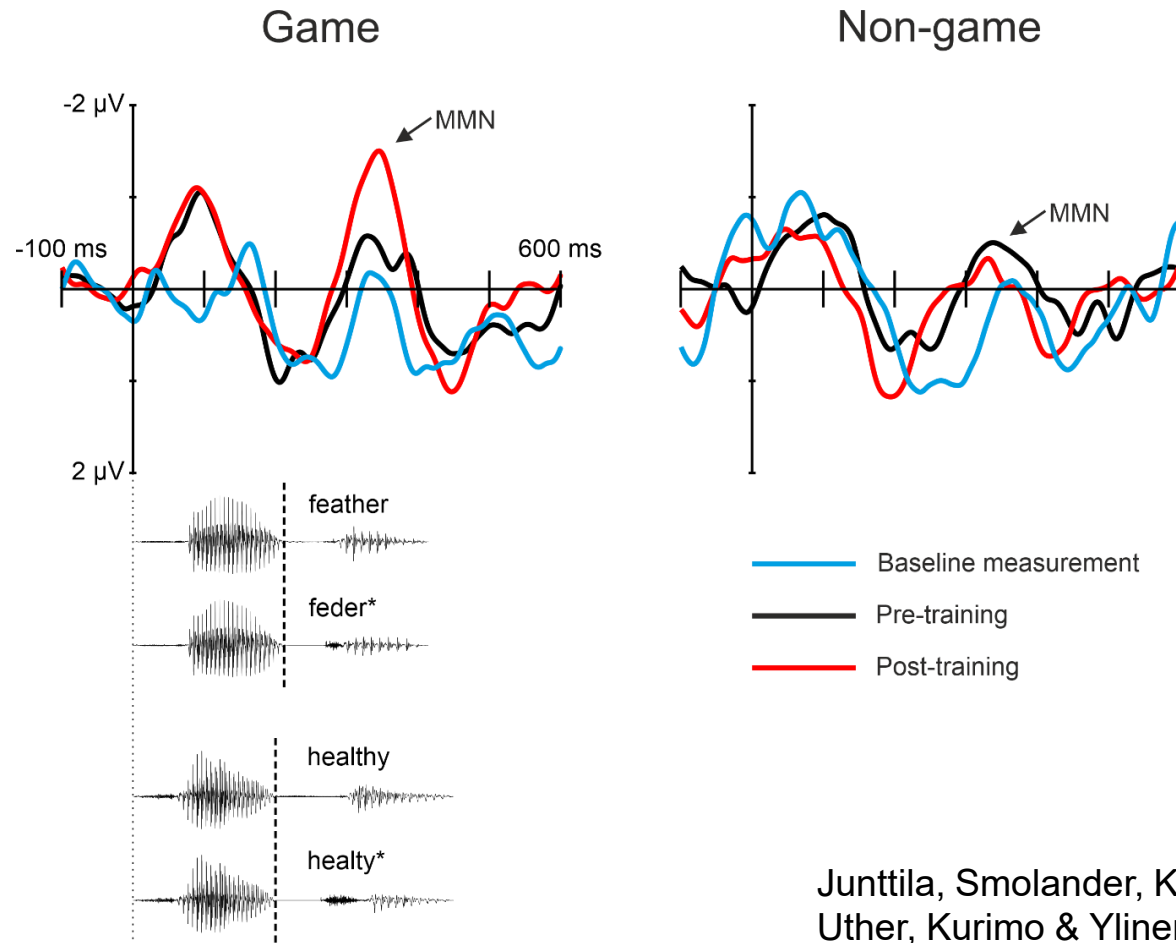 Game
Non-game
-2 µV
MMN
MMN
-100 ms
600 ms
2 µV
feather
feder*
healthy
healty*
Baseline measurement
Pre-training
Post-training
Junttila, Smolander, K
Uther, Kurimo &